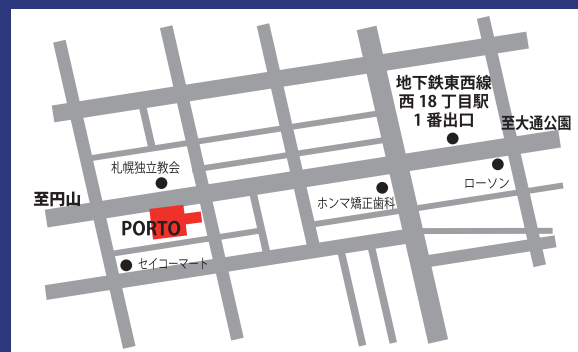 地下鉄東西線
西18丁目駅
1番出口
至大通公園
札幌独立教会
ローソン
至円山
ホンマ矯正歯科
PORTO
セイコーマート